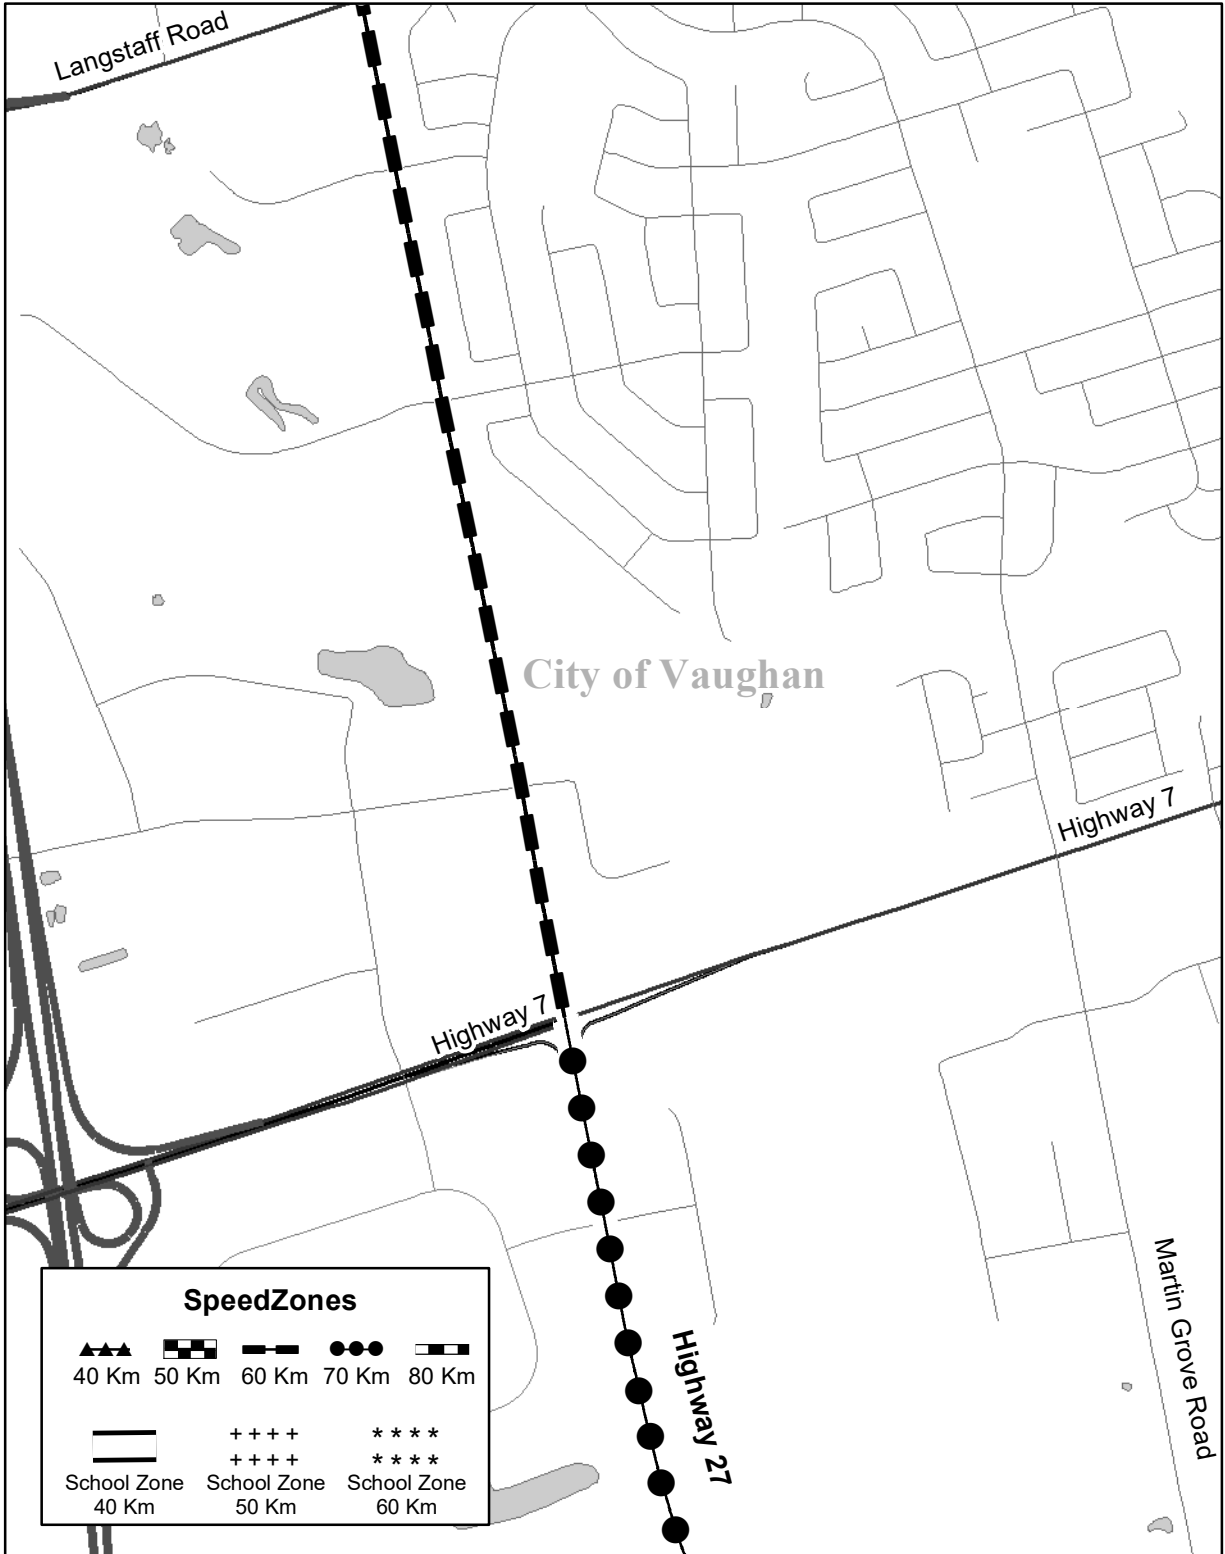 Langstaff Road
City of Vaughan
Highway 7
Highway 7
Martin Grove Road
Highway 27
SpeedZones
40 Km 50 Km 60 Km 70 Km 80 Km
++++ ****
++++ ****
School Zone School Zone School Zone
40 Km 50 Km 60 Km